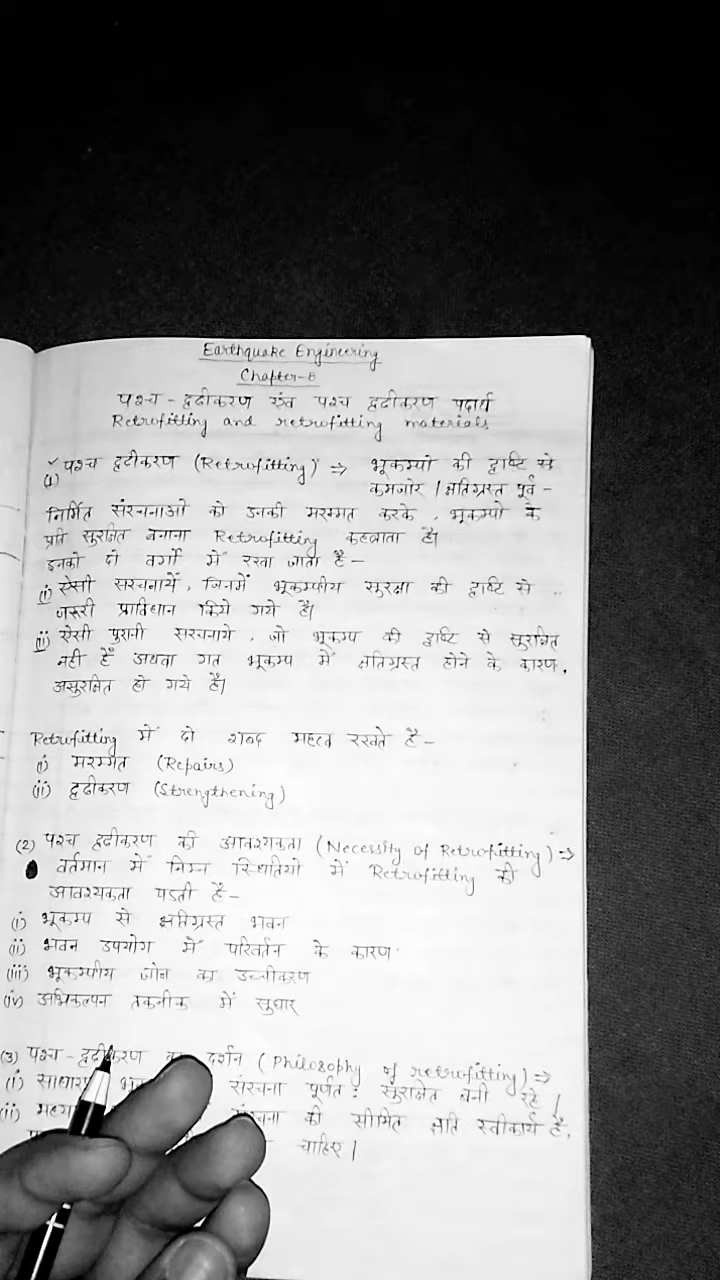 Earthquake Engineering
Chapter-8
पश्च - दृढीकरण एंव पश्च दृढीकरण पदार्थ
Retrofitting and retrofitting materials
(1) पश्च दृढीकरण (Retrofitting) ⇒ भूकम्पों की दृष्टि से
कमजोर / क्षतिग्रस्त पूर्व -
निर्मित संरचनाओं को उनकी मरम्मत करके, भूकम्पो के
प्रति सुरक्षित बनाना Retrofitting कहलाता है।
इनको दो वर्गों में रखा जाता है -
(i) ऐसी सरचनायें, जिनमें भूकम्पीय सुरक्षा की दृष्टि से
जरूरी प्राविधान किये गये हैं।
(ii) ऐसी पुरानी सरचनाये, जो भूकम्प की दृष्टि से सुरक्षित
नही हैं अथवा गत भूकम्प में क्षतिग्रस्त होने के कारण,
असुरक्षित हो गये हैं।
Retrofitting में दो शब्द महत्व रखते है -
(i) मरम्मत (Repairs)
(ii) दृढीकरण (Strengthening)
(2) पश्च दृढीकरण की आवश्यकता (Necessity of Retrofitting) ⇒
वर्तमान में निम्न स्थितियो में Retrofitting की
आवश्यकता पडती है -
(i) भूकम्प से क्षतिग्रस्त भवन
(ii) भवन उपयोग में परिवर्तन के कारण
(iii) भूकम्पीय जोन का उच्चीकरण
(iv) अभिकल्पन तकनीक में सुधार
(3) पश्च - दृढीकरण दर्शन (Philosophy of retrofitting) ⇒
(i) संरचना पूर्णत: सुरक्षित बनी रहे /
(ii) की सीमित क्षति स्वीकार्य है,
चाहिए /